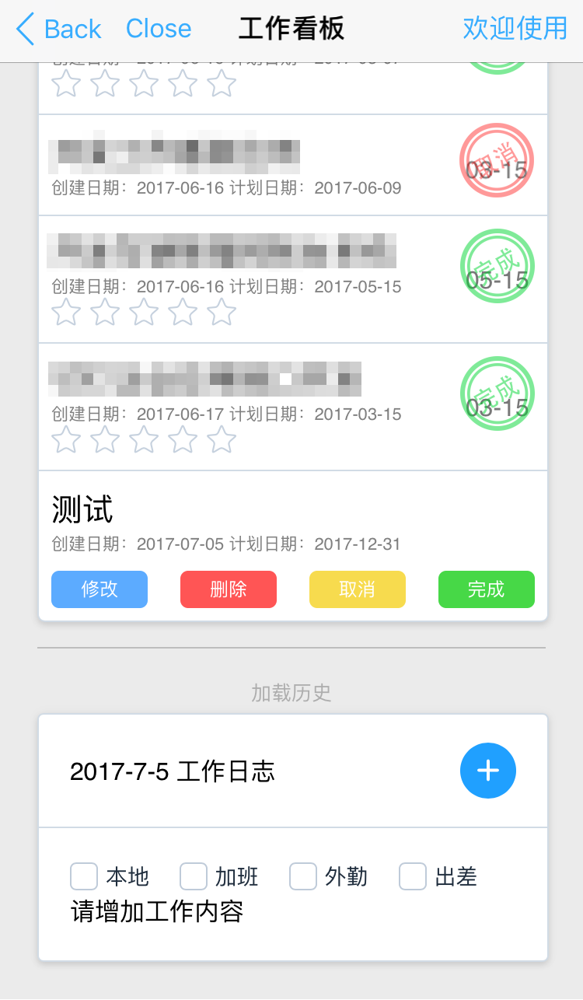 Back Close 工作看板 欢迎使用
取消
03-15
创建日期：2017-06-16 计划日期：2017-06-09
完成
05-15
创建日期：2017-06-16 计划日期：2017-05-15
完成
03-15
创建日期：2017-06-17 计划日期：2017-03-15
测试
创建日期：2017-07-05 计划日期：2017-12-31
修改 删除 取消 完成
加载历史
2017-7-5 工作日志
本地 加班 外勤 出差
请增加工作内容